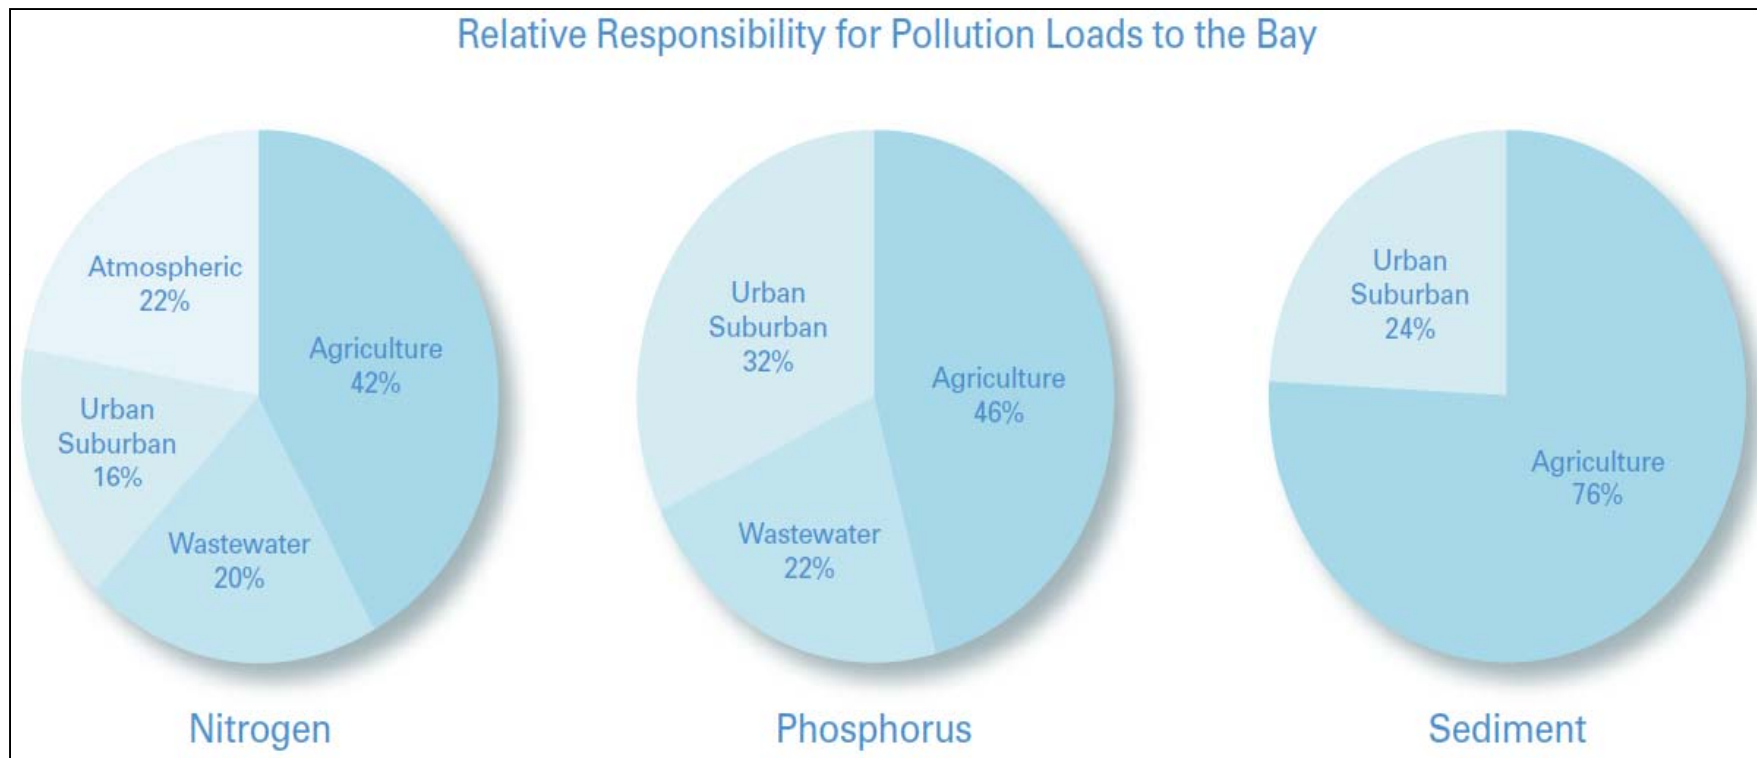 Relative Responsibility for Pollution Loads to the Bay
Atmospheric
22%
Agriculture
42%
Urban
Suburban
16%
Wastewater
20%
Nitrogen
Urban
Suburban
32%
Agriculture
46%
Wastewater
22%
Phosphorus
Urban
Suburban
24%
Agriculture
76%
Sediment